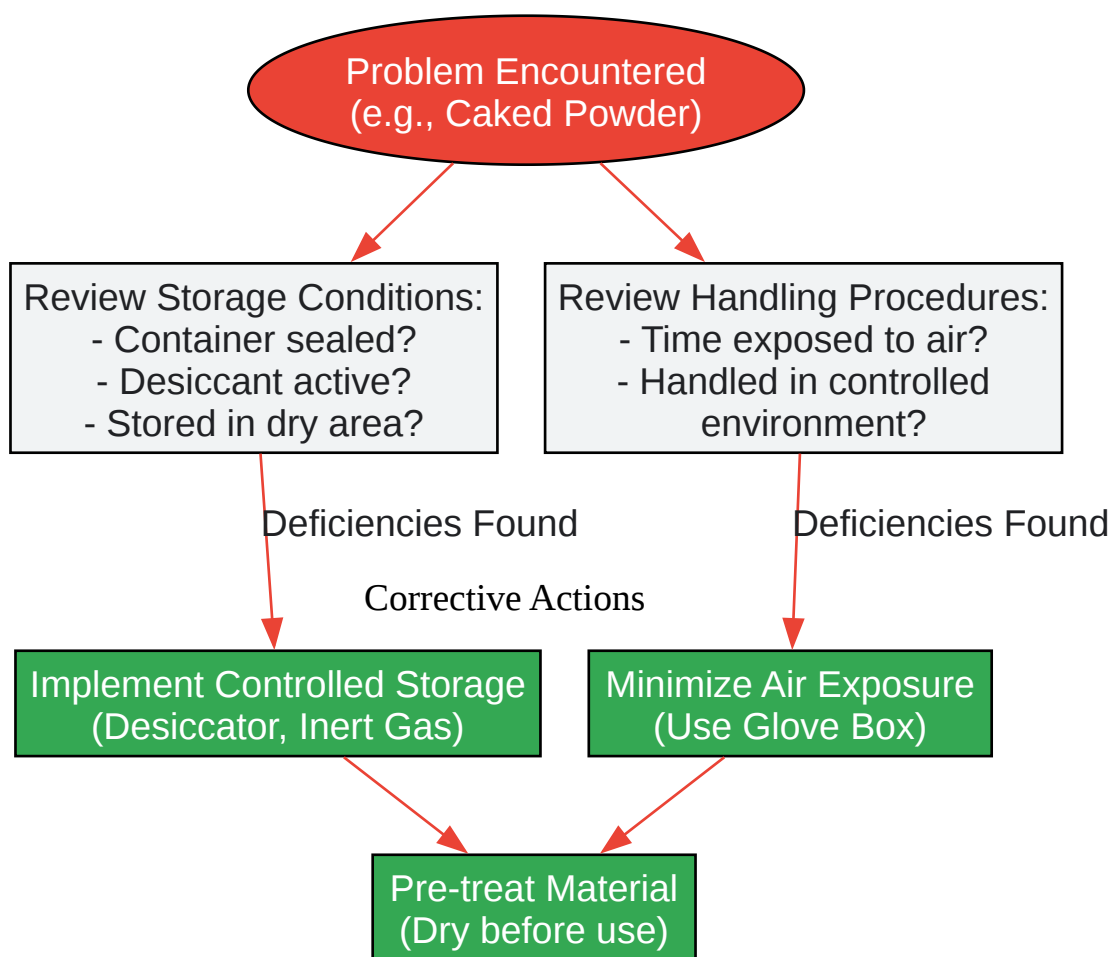 Problem Encountered
(e.g., Caked Powder)
Review Storage Conditions:
- Container sealed?
- Desiccant active?
- Stored in dry area?
Review Handling Procedures:
- Time exposed to air?
- Handled in controlled
environment?
Deficiencies Found
Deficiencies Found
Corrective Actions
Implement Controlled Storage
(Desiccator, Inert Gas)
Minimize Air Exposure
(Use Glove Box)
Pre-treat Material
(Dry before use)